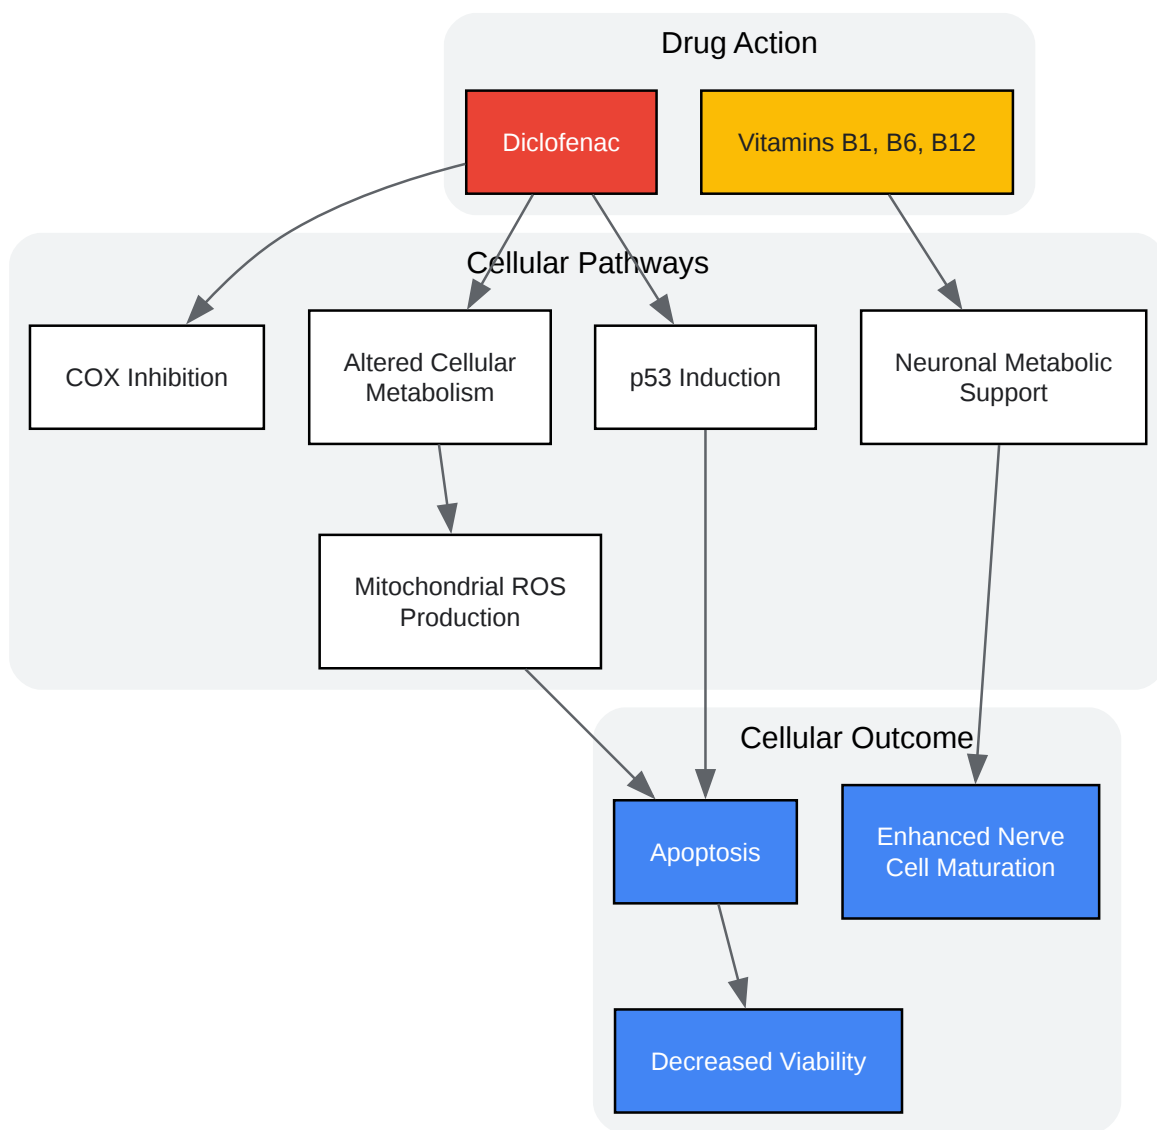 Drug Action
Diclofenac
Vitamins B1, B6, B12
Cellular Pathways
COX Inhibition
Altered Cellular
Metabolism
p53 Induction
Neuronal Metabolic
Support
Mitochondrial ROS
Production
Cellular Outcome
Apoptosis
Enhanced Nerve
Cell Maturation
Decreased Viability